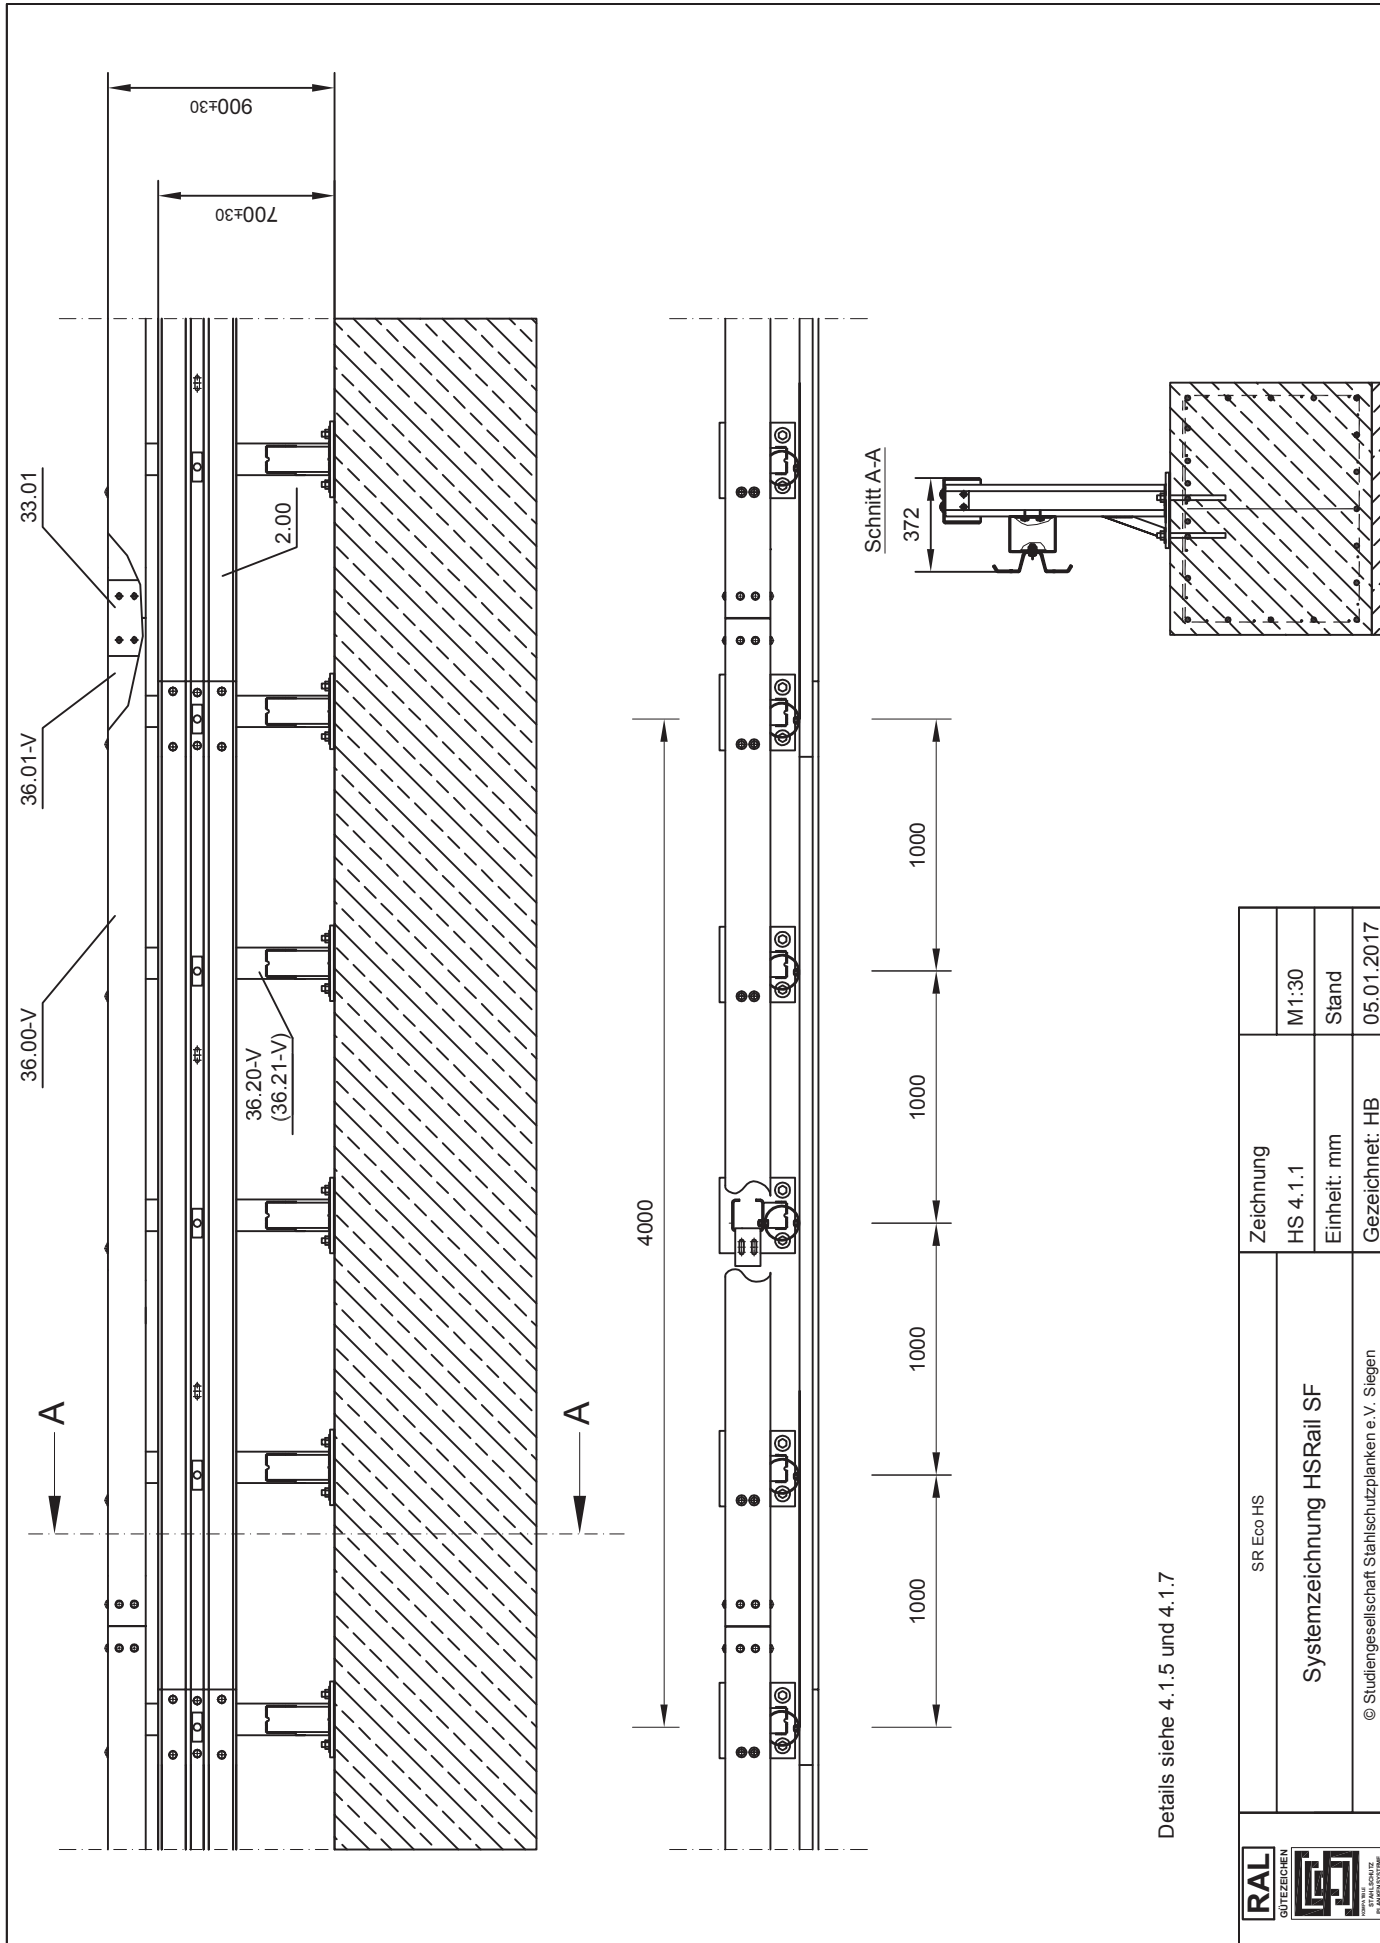 33.01
36.01-V
36.00-V
900±30
700±30
2.00
36.20-V
(36.21-V)
A
A
4000
1000
1000
1000
1000
Schnitt A-A
372
Details siehe 4.1.5 und 4.1.7
RAL
GÜTEZEICHEN
STAHLSCHUTZ
SR Eco HS
Systemzeichnung HSRail SF
© Studiengesellschaft Stahlschutzplanken e.V. Siegen
Zeichnung
HS 4.1.1
M1:30
Einheit: mm
Stand
Gezeichnet: HB
05.01.2017